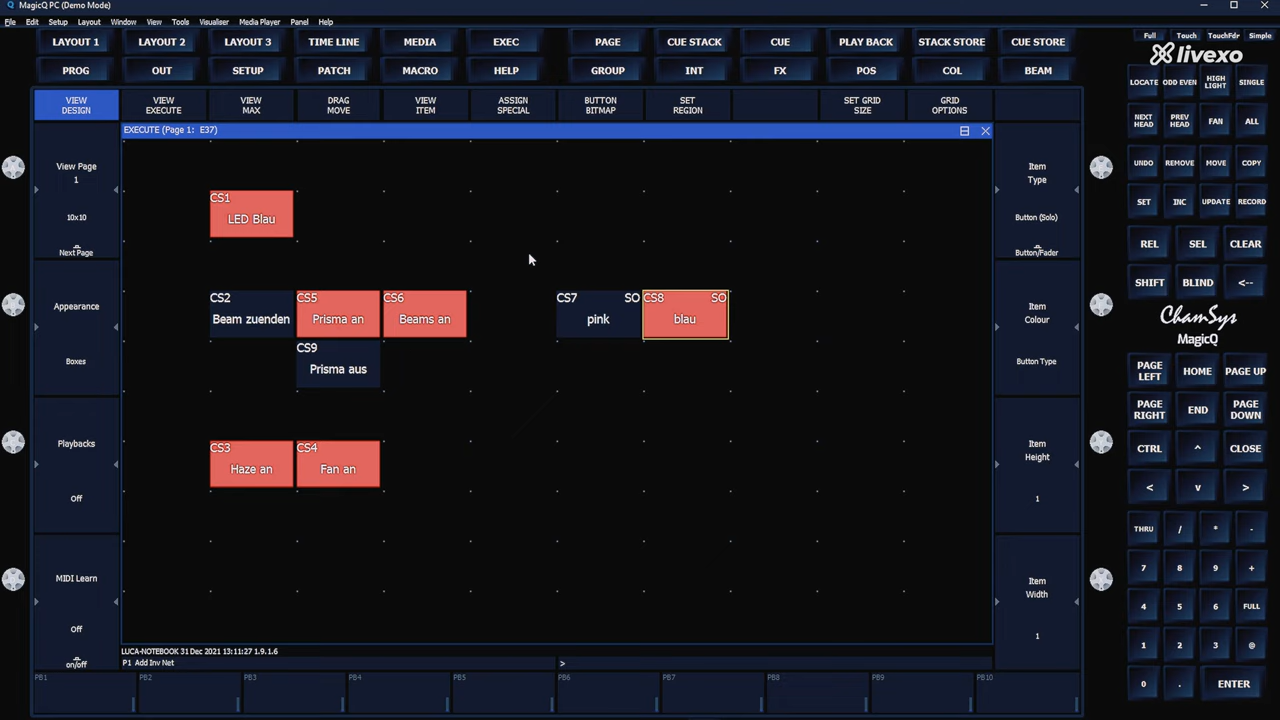 MagicQ PC (Demo Mode)
File Edit Setup Layout Window View Tools Visualiser Media Player Panel Help
Full Touch TouchFdr Simple
LAYOUT 1 LAYOUT 2 LAYOUT 3 TIME LINE MEDIA EXEC PAGE CUE STACK CUE PLAY BACK STACK STORE CUE STORE
livexo
PROG OUT SETUP PATCH MACRO HELP GROUP INT FX POS COL BEAM
LOCATE ODD EVEN HIGH LIGHT SINGLE
VIEW DESIGN
VIEW EXECUTE
VIEW MAX
DRAG MOVE
VIEW ITEM
ASSIGN SPECIAL
BUTTON BITMAP
SET REGION
SET GRID SIZE
GRID OPTIONS
NEXT HEAD PREV HEAD FAN ALL
EXECUTE (Page 1: E37)
View Page
1
10x10
Next Page
Appearance
Boxes
Playbacks
Off
MIDI Learn
Off
on/off
CS1
LED Blau
CS2
Beam zuenden
CS5
Prisma an
CS6
Beams an
CS7 SO
pink
CS8 SO
blau
CS9
Prisma aus
CS3
Haze an
CS4
Fan an
Item
Type
Button (Solo)
Button/Fader
Item
Colour
Button Type
Item
Height
1
Item
Width
1
UNDO REMOVE MOVE COPY
SET INC UPDATE RECORD
REL SEL CLEAR
SHIFT BLIND <--
ChamSys
MagicQ
PAGE LEFT HOME PAGE UP
PAGE RIGHT END PAGE DOWN
CTRL ^ CLOSE
< v >
THRU / * -
7 8 9 +
4 5 6 FULL
1 2 3 @
0 . ENTER
LUCA-NOTEBOOK 31 Dec 2021 13:11:27 1.9.1.6
P1 Add Inv Net
>
PB1 PB2 PB3 PB4 PB5 PB6 PB7 PB8 PB9 PB10